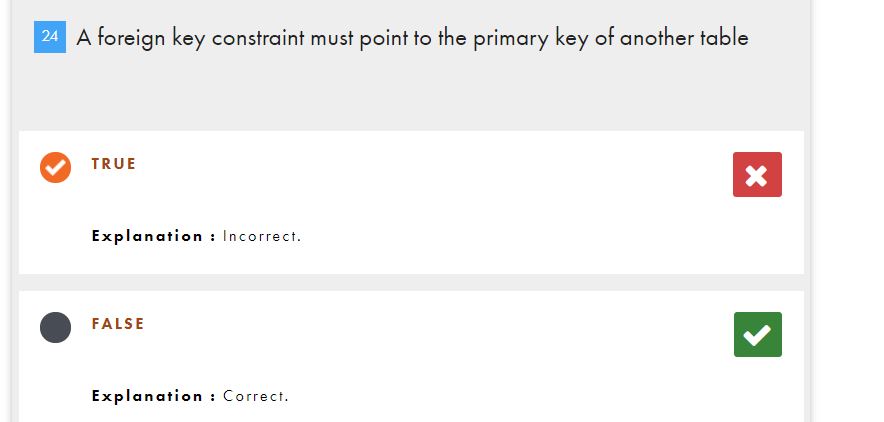 24 A foreign key constraint must point to the primary key of another table
TRUE
Explanation : Incorrect.
FALSE
Explanation : Correct.